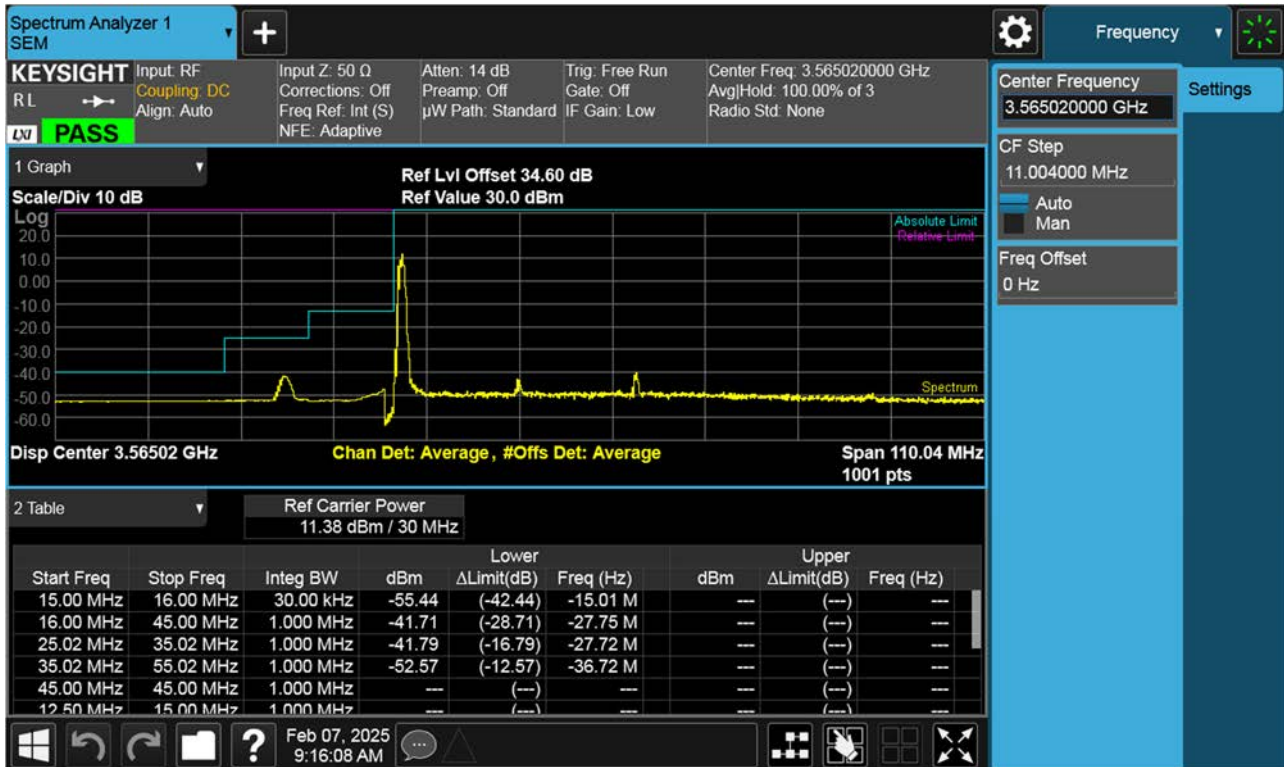 Spectrum Analyzer 1
SEM
Frequency
KEYSIGHT
RL
LXI
PASS
Input: RF
Coupling: DC
Align: Auto
Input Z: 50 Ω
Corrections: Off
Freq Ref: Int (S)
NFE: Adaptive
Atten: 14 dB
Preamp: Off
µW Path: Standard
Trig: Free Run
Gate: Off
IF Gain: Low
Center Freq: 3.565020000 GHz
Avg|Hold: 100.00% of 3
Radio Std: None
Center Frequency
3.565020000 GHz
Settings
CF Step
11.004000 MHz
Auto
Man
Freq Offset
0 Hz
1 Graph
Ref Lvl Offset 34.60 dB
Scale/Div 10 dB
Ref Value 30.0 dBm
Log
Absolute Limit
Relative Limit
20.0
10.0
0.00
-10.0
-20.0
-30.0
-40.0
-50.0
-60.0
Spectrum
Disp Center 3.56502 GHz
Chan Det: Average, #Offs Det: Average
Span 110.04 MHz
1001 pts
2 Table
Ref Carrier Power
11.38 dBm / 30 MHz
Lower Upper
Start Freq Stop Freq Integ BW dBm ΔLimit(dB) Freq (Hz) dBm ΔLimit(dB) Freq (Hz)
15.00 MHz 16.00 MHz 30.00 kHz -55.44 (-42.44) -15.01 M --- (---) ---
16.00 MHz 45.00 MHz 1.000 MHz -41.71 (-28.71) -27.75 M --- (---) ---
25.02 MHz 35.02 MHz 1.000 MHz -41.79 (-16.79) -27.72 M --- (---) ---
35.02 MHz 55.02 MHz 1.000 MHz -52.57 (-12.57) -36.72 M --- (---) ---
45.00 MHz 45.00 MHz 1.000 MHz --- (---) --- --- (---) ---
12.50 MHz 15.00 MHz 1.000 MHz --- (---) --- --- (---) ---
Feb 07, 2025
9:16:08 AM